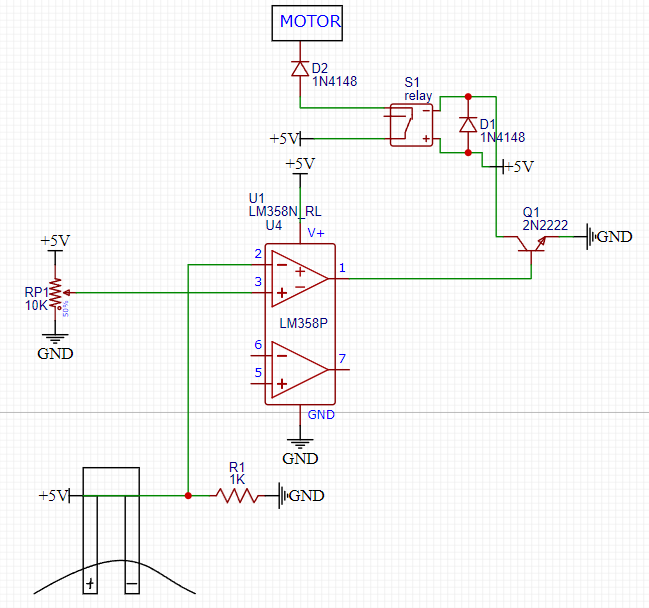 MOTOR
D2
1N4148
S1
relay
−
+
D1
1N4148
+5V
+5V
+5V
U1
LM358N_RL
U4
V+
Q1
2N2222
GND
+5V
2
−
+
−
1
3
+
RP1
10K
50%
GND
LM358P
6
−
7
5
+
GND
GND
R1
1K
+5V
GND
+
−